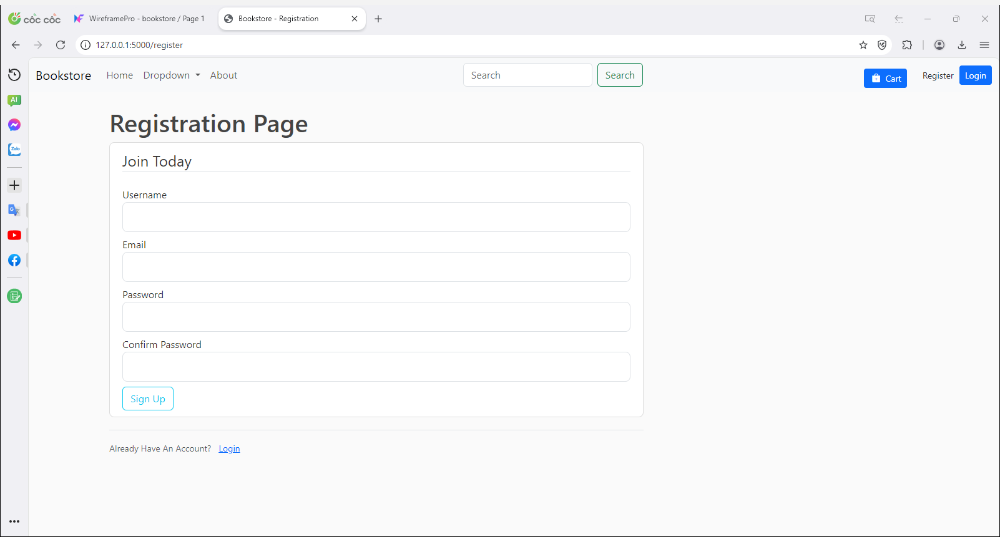 cốc cốc
WireframePro - bookstore / Page 1
Bookstore - Registration
127.0.0.1:5000/register
Bookstore Home Dropdown About Search Search Cart Register Login
AI
Zalo
Registration Page
Join Today
Username
Email
Password
Confirm Password
Sign Up
Already Have An Account? Login